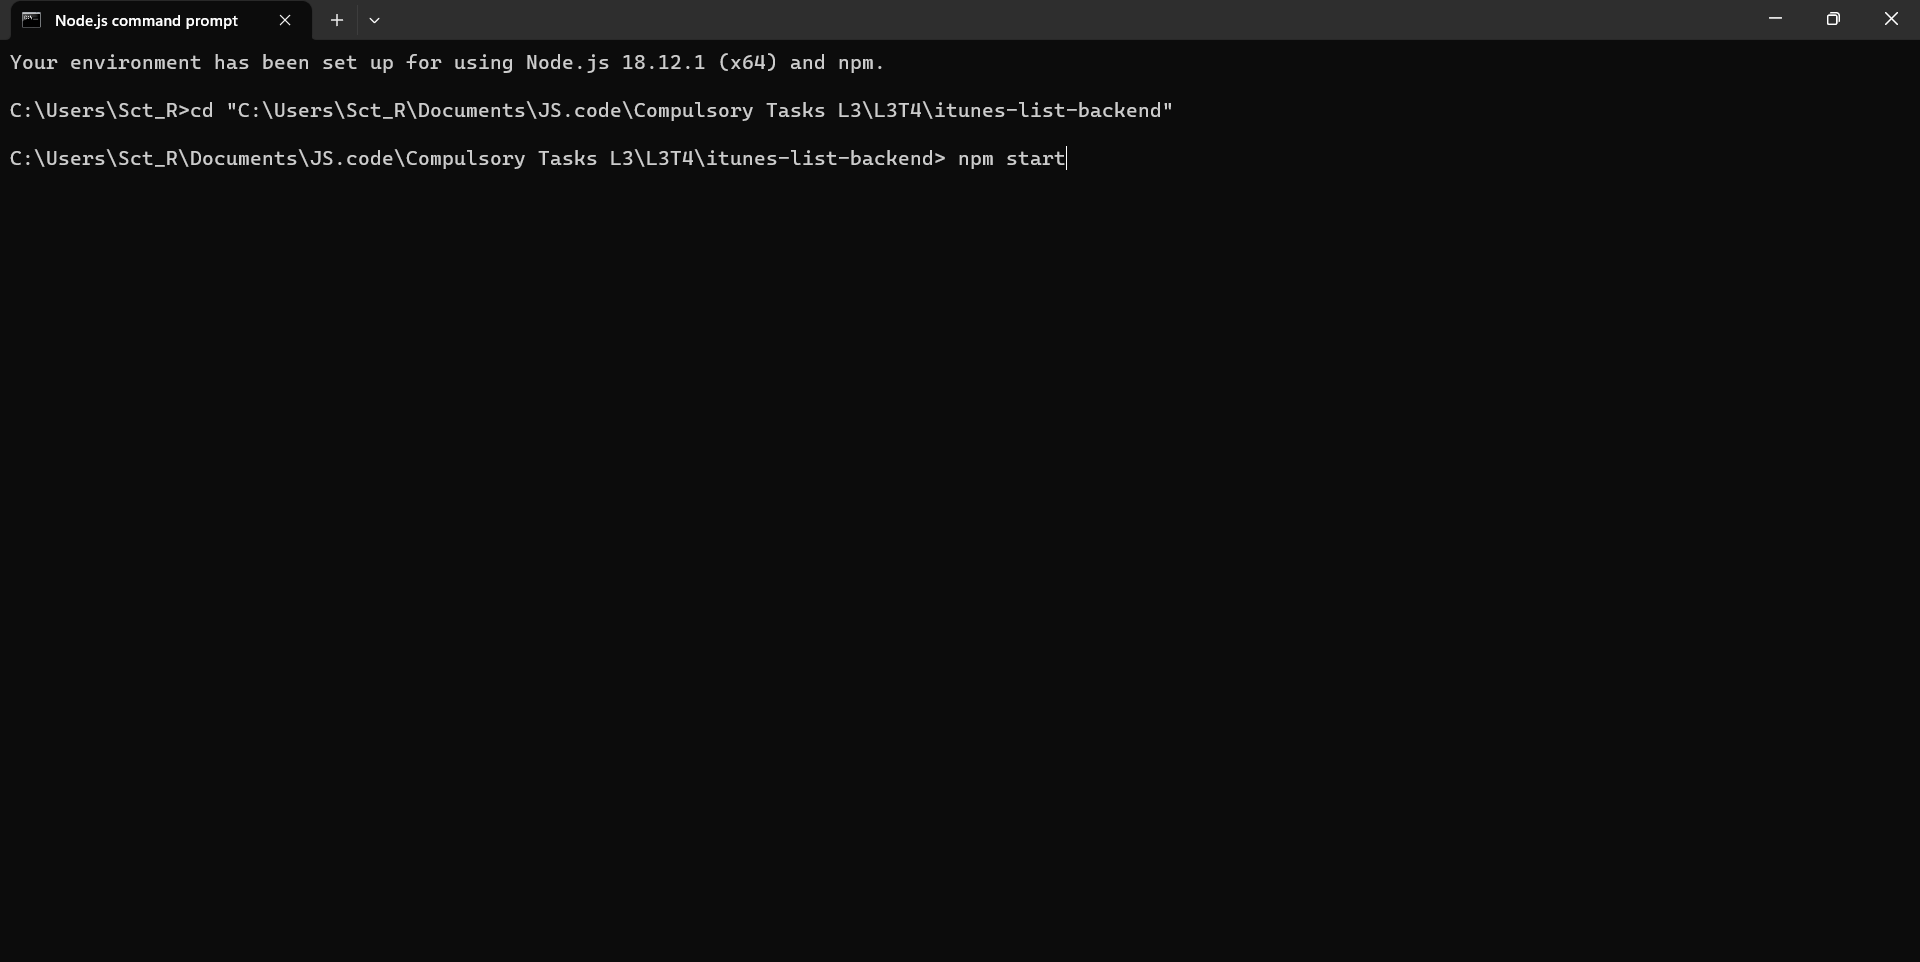 Node.js command prompt
Your environment has been set up for using Node.js 18.12.1 (x64) and npm.
C:\Users\Sct_R>cd "C:\Users\Sct_R\Documents\JS.code\Compulsory Tasks L3\L3T4\itunes-list-backend"
C:\Users\Sct_R\Documents\JS.code\Compulsory Tasks L3\L3T4\itunes-list-backend> npm start